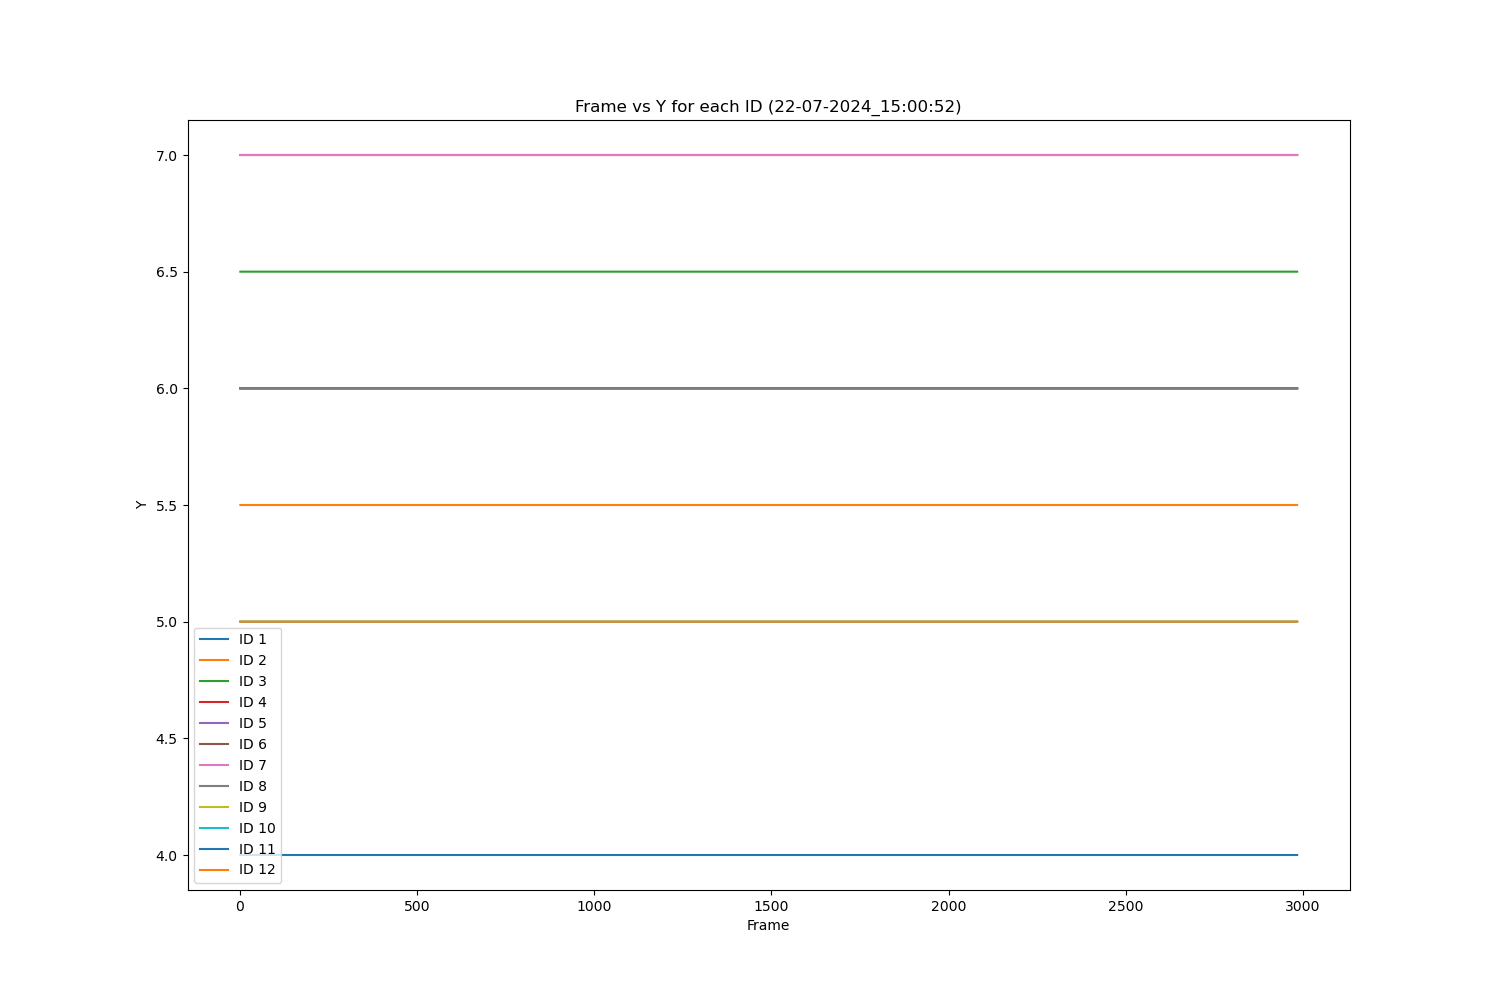 Frame vs Y for each ID (22-07-2024_15:00:52)
7.0
6.5
6.0
5.5
5.0
4.5
4.0
Y
ID 1
ID 2
ID 3
ID 4
ID 5
ID 6
ID 7
ID 8
ID 9
ID 10
ID 11
ID 12
0 500 1000 1500 2000 2500 3000
Frame